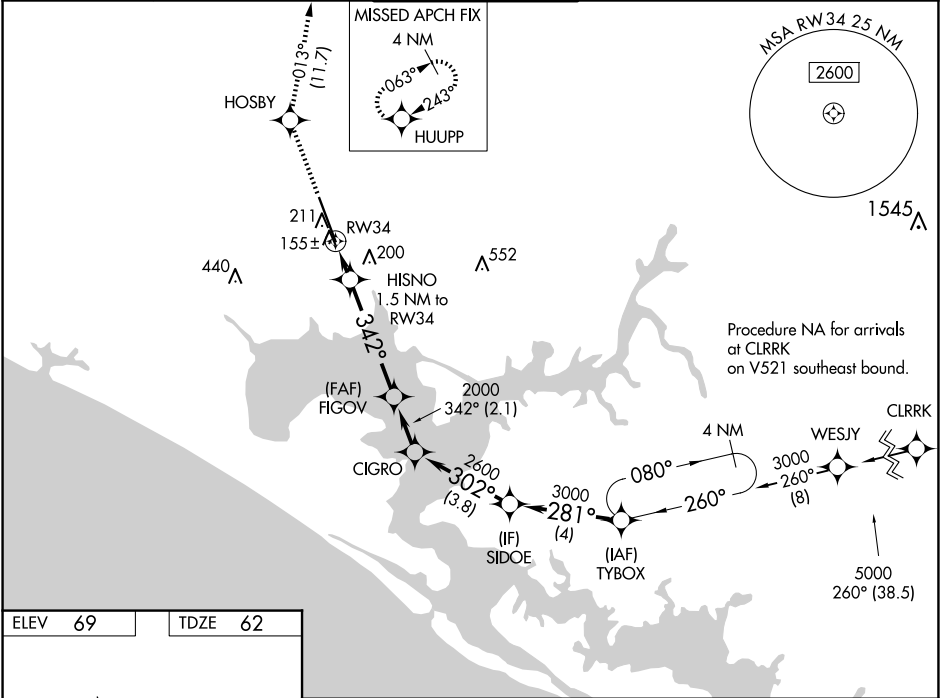 MISSED APCH FIX
4 NM
063°
243°
HUUPP
MSA RW34 25 NM
2600
013°
(11.7)
HOSBY
1545
211
RW34
155±
200
552
440
HISNO
1.5 NM to
RW34
342°
Procedure NA for arrivals
at CLRRK
on V521 southeast bound.
(FAF)
FIGOV
2000
342° (2.1)
CLRRK
4 NM
WESJY
CIGRO
2600
302°
(3.8)
080°
3000
260°
(8)
3000
281°
(4)
260°
(IF)
SIDOE
(IAF)
TYBOX
5000
260° (38.5)
ELEV 69
TDZE 62